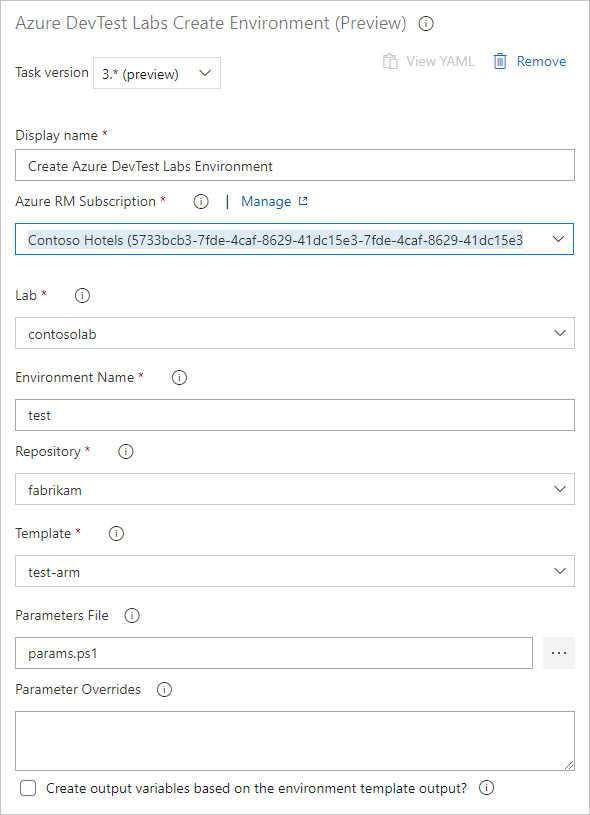 Azure DevTest Labs Create Environment (Preview)
View YAML Remove
Task version 3.* (preview)
Display name *
Create Azure DevTest Labs Environment
Azure RM Subscription * | Manage
Contoso Hotels (5733bcb3-7fde-4caf-8629-41dc15e3-7fde-4caf-8629-41dc15e3
Lab *
contosolab
Environment Name *
test
Repository *
fabrikam
Template *
test-arm
Parameters File
params.ps1
...
Parameter Overrides
Create output variables based on the environment template output?